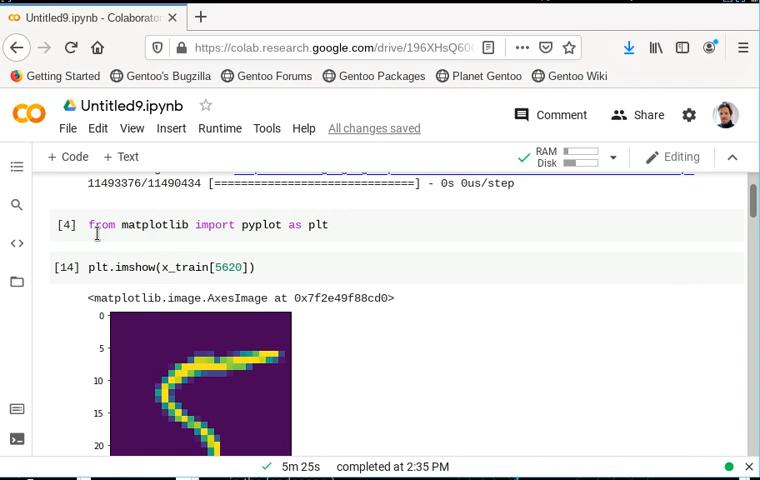 Untitled9.ipynb - Colaborator
https://colab.research.google.com/drive/196XHsQ60
Getting Started
Gentoo's Bugzilla
Gentoo Forums
Gentoo Packages
Planet Gentoo
Gentoo Wiki
Untitled9.ipynb
Comment
Share
File Edit View Insert Runtime Tools Help All changes saved
+ Code + Text
RAM
Disk
Editing
11493376/11490434 [==============================] - 0s 0us/step
[4] from matplotlib import pyplot as plt
[14] plt.imshow(x_train[5620])
<matplotlib.image.AxesImage at 0x7f2e49f88cd0>
0
5
10
15
20
5m 25s completed at 2:35 PM